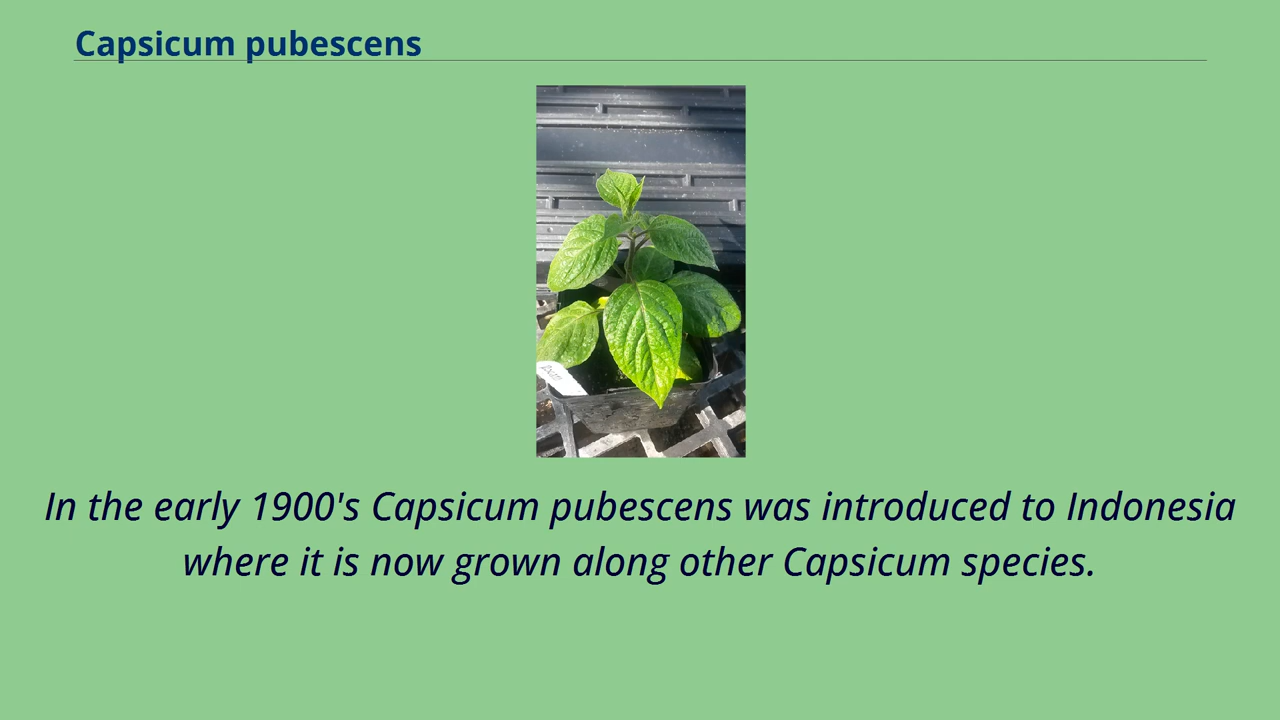 Capsicum pubescens
In the early 1900's Capsicum pubescens was introduced to Indonesia
where it is now grown along other Capsicum species.